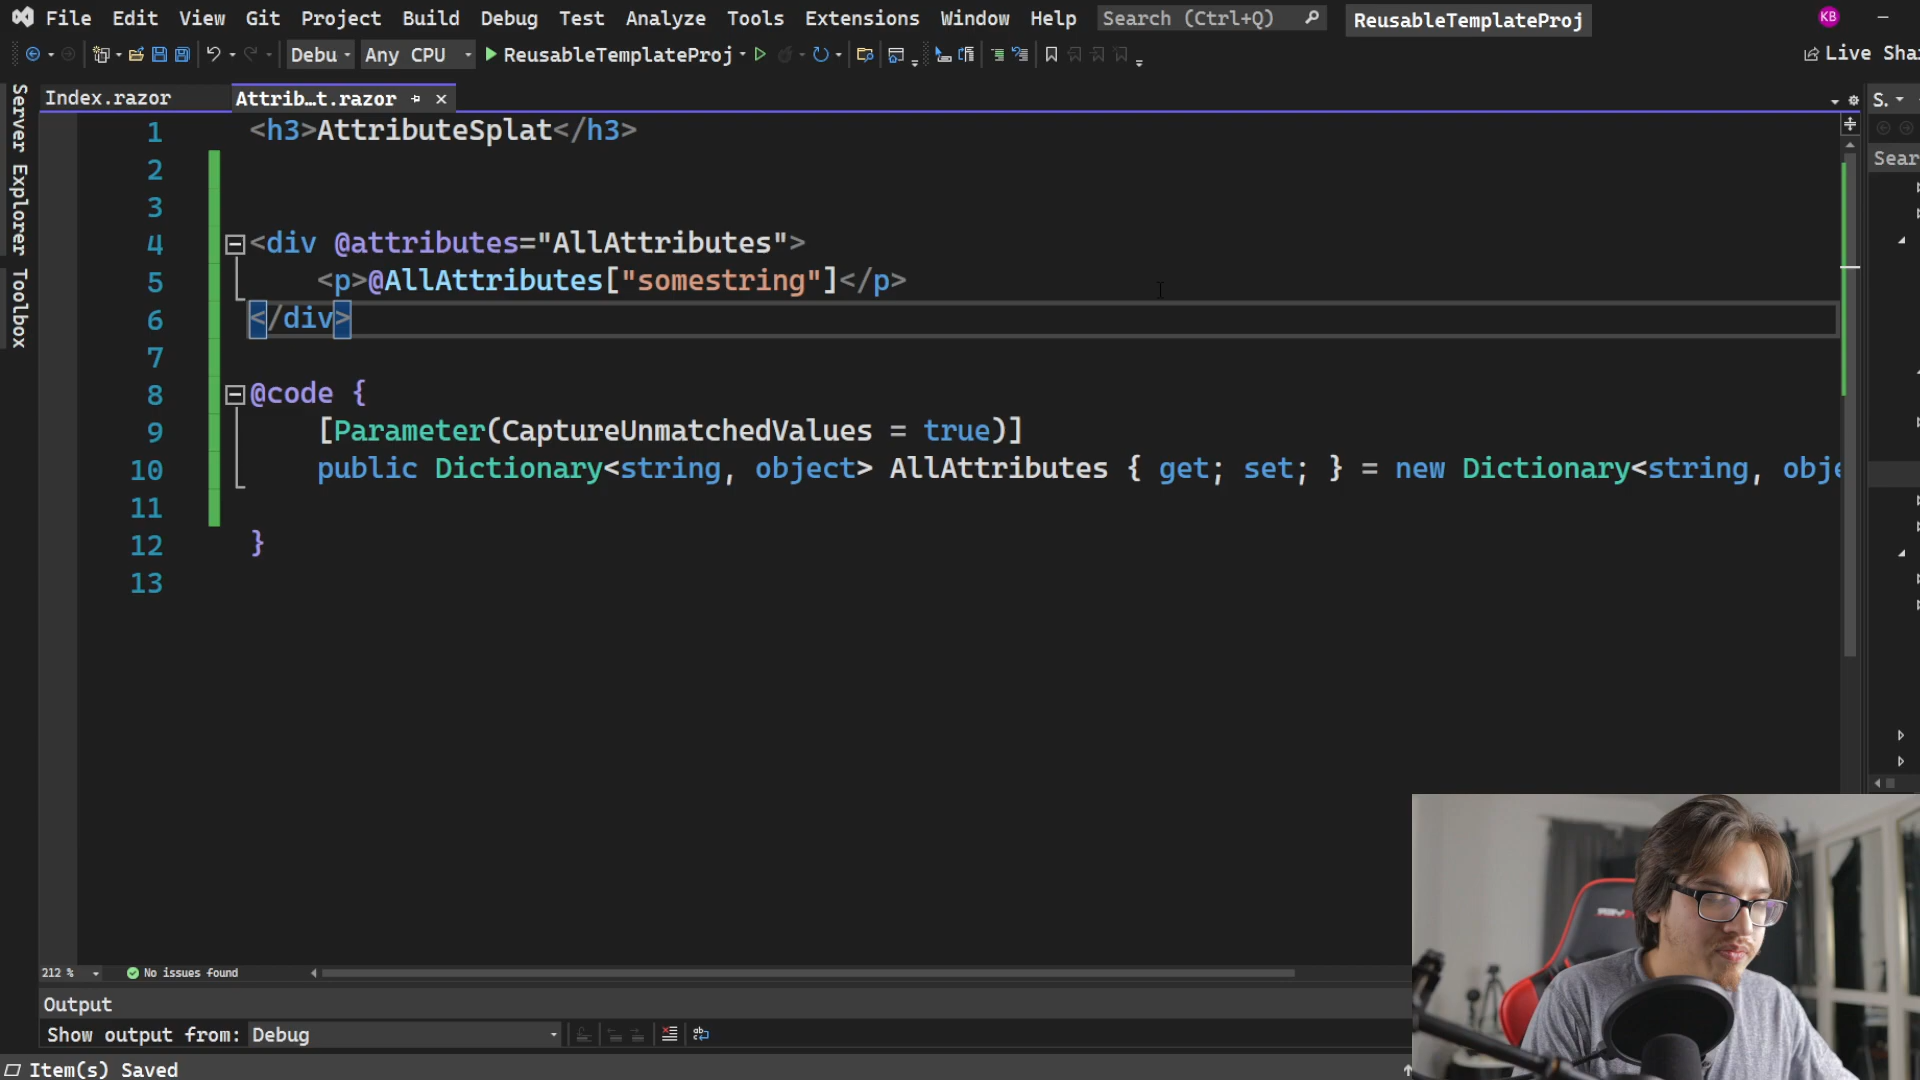 File Edit View Git Project Build Debug Test Analyze Tools Extensions Window Help Search (Ctrl+Q) ReusableTemplateProj KB
Debu Any CPU ReusableTemplateProj Live Sha
Server Explorer
Toolbox
Index.razor Attrib…t.razor S.
Sear
1 <h3>AttributeSplat</h3>
2
3
4 <div @attributes="AllAttributes">
5 <p>@AllAttributes["somestring"]</p>
6 </div>
7
8 @code {
9 [Parameter(CaptureUnmatchedValues = true)]
10 public Dictionary<string, object> AllAttributes { get; set; } = new Dictionary<string, obje
11
12 }
13
212 % No issues found
Output
Show output from: Debug
Item(s) Saved